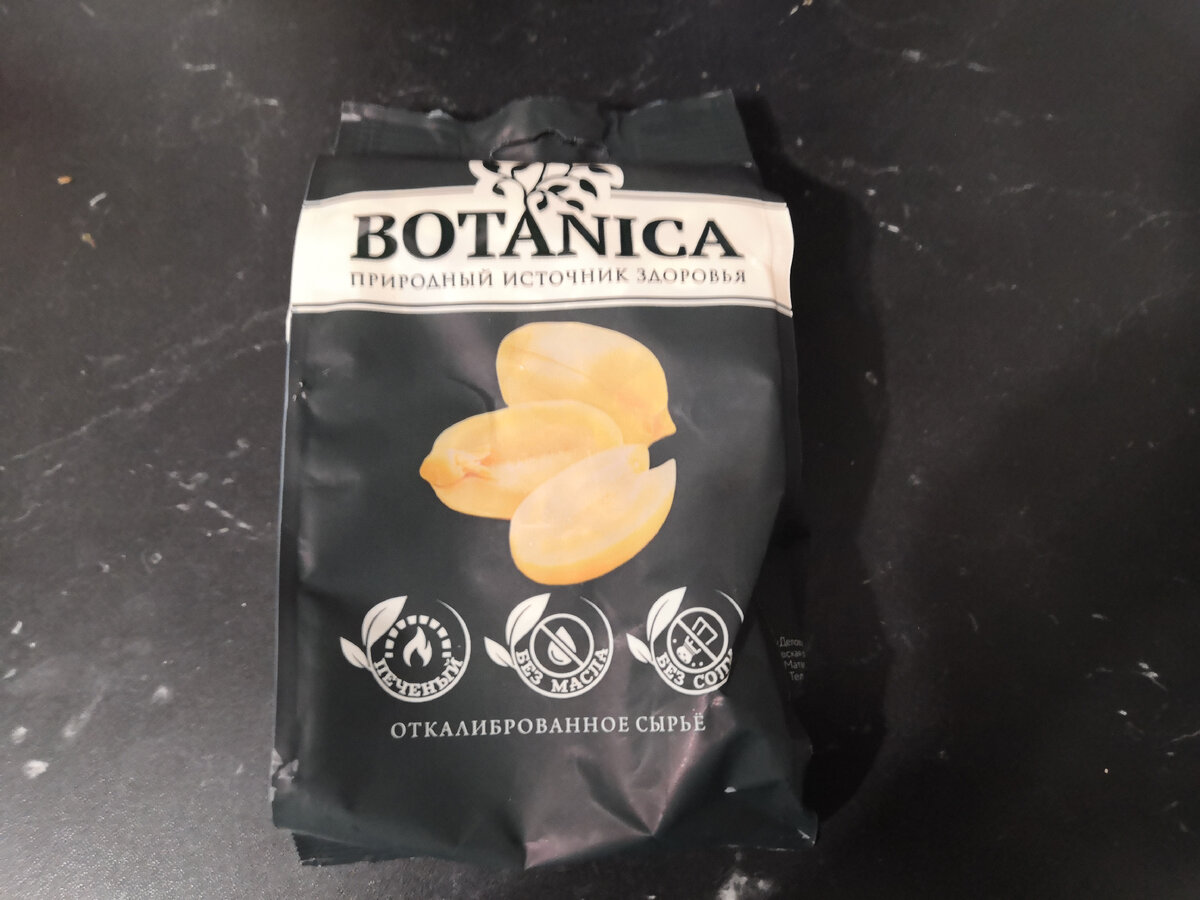 BOTANICA
ПРИРОДНЫЙ ИСТОЧНИК ЗДОРОВЬЯ
ПЕЧЕНЫЙ
БЕЗ МАСЛА
БЕЗ СОЛИ
ОТКАЛИБРОВАННОЕ СЫРЬЁ